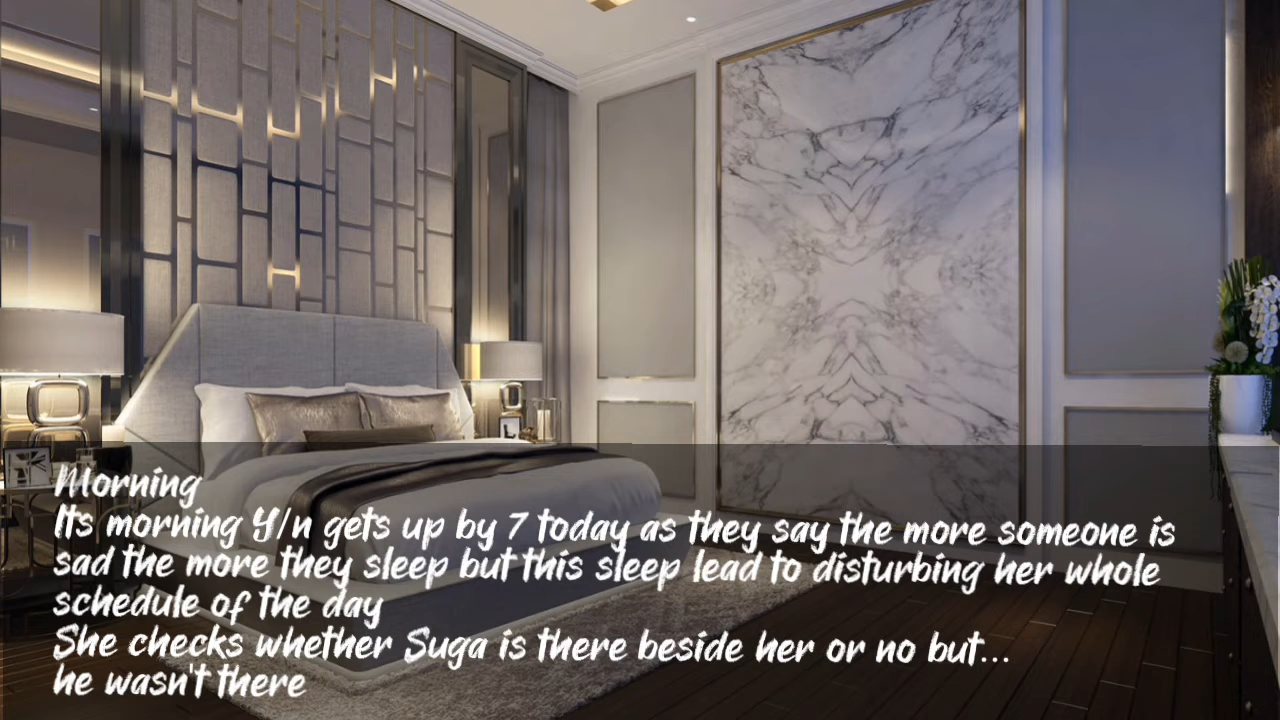 Morning
Its morning Y/n gets up by 7 today as they say the more someone is
sad the more they sleep but this sleep lead to disturbing her whole
schedule of the day
She checks whether Suga is there beside her or no but...
he wasn't there